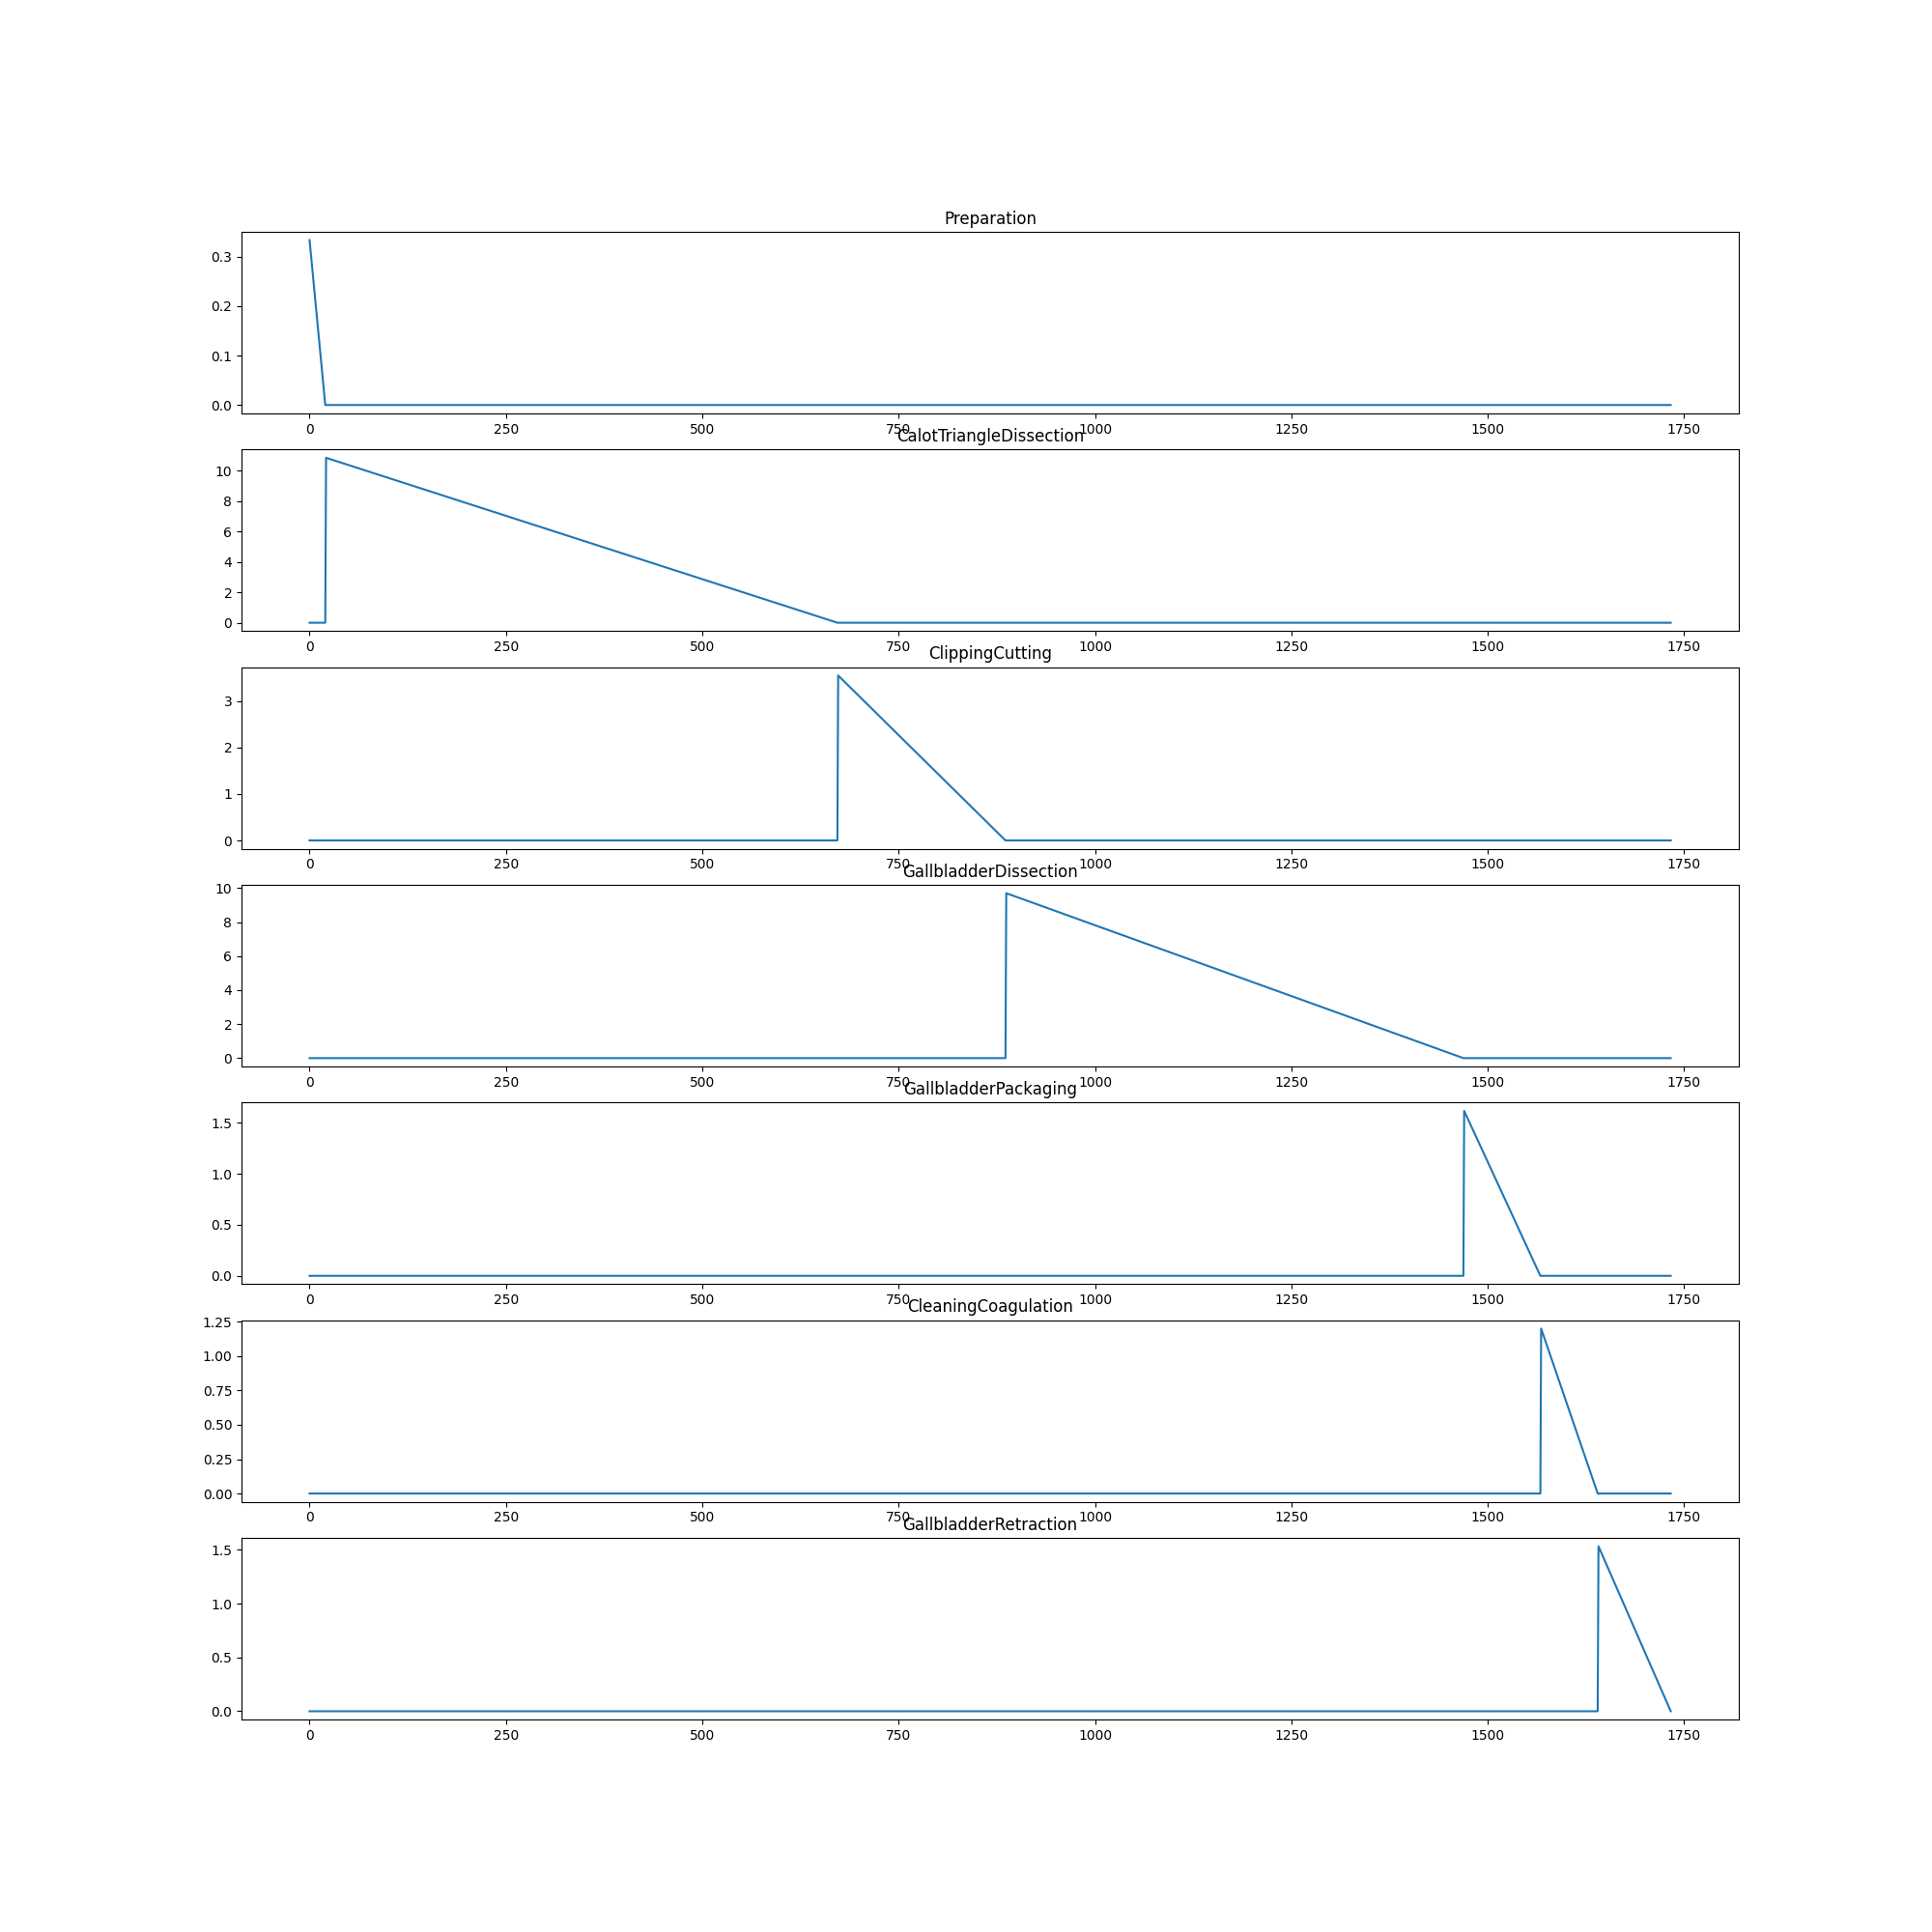 Preparation
0.3
0.2
0.1
0.0
0 250 500 750 1000 1250 1500 1750
CalotTriangleDissection
10
8
6
4
2
0
0 250 500 750 1000 1250 1500 1750
ClippingCutting
3
2
1
0
0 250 500 750 1000 1250 1500 1750
GallbladderDissection
10
8
6
4
2
0
0 250 500 750 1000 1250 1500 1750
GallbladderPackaging
1.5
1.0
0.5
0.0
0 250 500 750 1000 1250 1500 1750
CleaningCoagulation
1.25
1.00
0.75
0.50
0.25
0.00
0 250 500 750 1000 1250 1500 1750
GallbladderRetraction
1.5
1.0
0.5
0.0
0 250 500 750 1000 1250 1500 1750